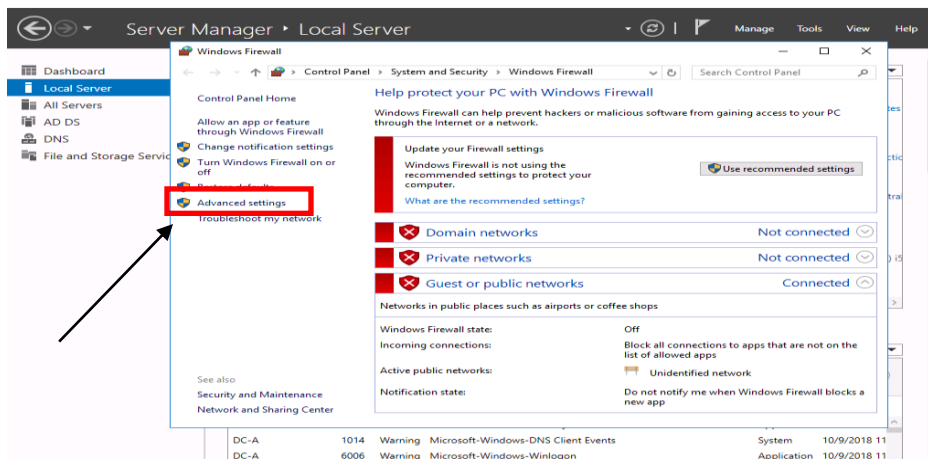 Server Manager ‣ Local Server
Manage Tools View Help
Dashboard
Local Server
All Servers
AD DS
DNS
File and Storage Servic
Windows Firewall
Control Panel > System and Security > Windows Firewall
Search Control Panel
Control Panel Home
Allow an app or feature
through Windows Firewall
Change notification settings
Turn Windows Firewall on or
off
Restore defaults
Advanced settings
Troubleshoot my network
See also
Security and Maintenance
Network and Sharing Center
Help protect your PC with Windows Firewall
Windows Firewall can help prevent hackers or malicious software from gaining access to your PC
through the Internet or a network.
Update your Firewall settings
Windows Firewall is not using the
recommended settings to protect your
computer.
What are the recommended settings?
Use recommended settings
Domain networks Not connected
Private networks Not connected
Guest or public networks Connected
Networks in public places such as airports or coffee shops
Windows Firewall state: Off
Incoming connections: Block all connections to apps that are not on the
list of allowed apps
Active public networks: Unidentified network
Notification state: Do not notify me when Windows Firewall blocks a
new app
DC-A 1014 Warning Microsoft-Windows-DNS Client Events System 10/9/2018 11
DC-A 6006 Warning Microsoft-Windows-Winlogon Application 10/9/2018 11